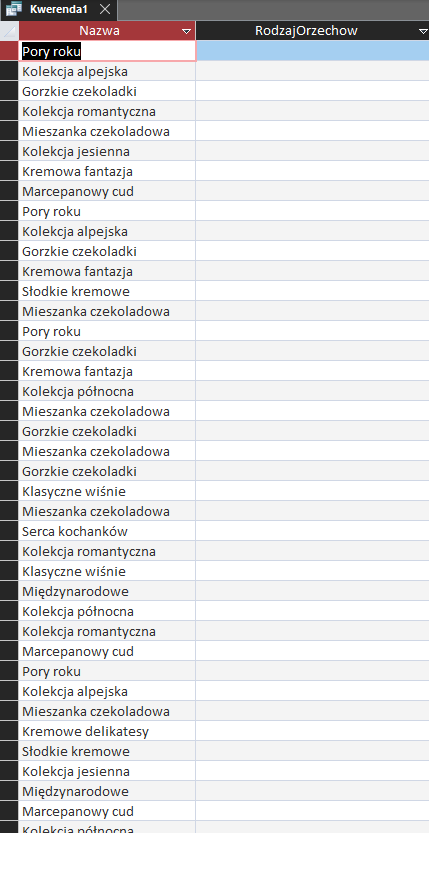 Kwerenda1
Nazwa RodzajOrzechow
Pory roku
Kolekcja alpejska
Gorzkie czekoladki
Kolekcja romantyczna
Mieszanka czekoladowa
Kolekcja jesienna
Kremowa fantazja
Marcepanowy cud
Pory roku
Kolekcja alpejska
Gorzkie czekoladki
Kremowa fantazja
Słodkie kremowe
Mieszanka czekoladowa
Pory roku
Gorzkie czekoladki
Kremowa fantazja
Kolekcja północna
Mieszanka czekoladowa
Gorzkie czekoladki
Mieszanka czekoladowa
Gorzkie czekoladki
Klasyczne wiśnie
Mieszanka czekoladowa
Serca kochanków
Kolekcja romantyczna
Klasyczne wiśnie
Międzynarodowe
Kolekcja północna
Kolekcja romantyczna
Marcepanowy cud
Pory roku
Kolekcja alpejska
Mieszanka czekoladowa
Kremowe delikatesy
Słodkie kremowe
Kolekcja jesienna
Międzynarodowe
Marcepanowy cud
Kolekcja północna